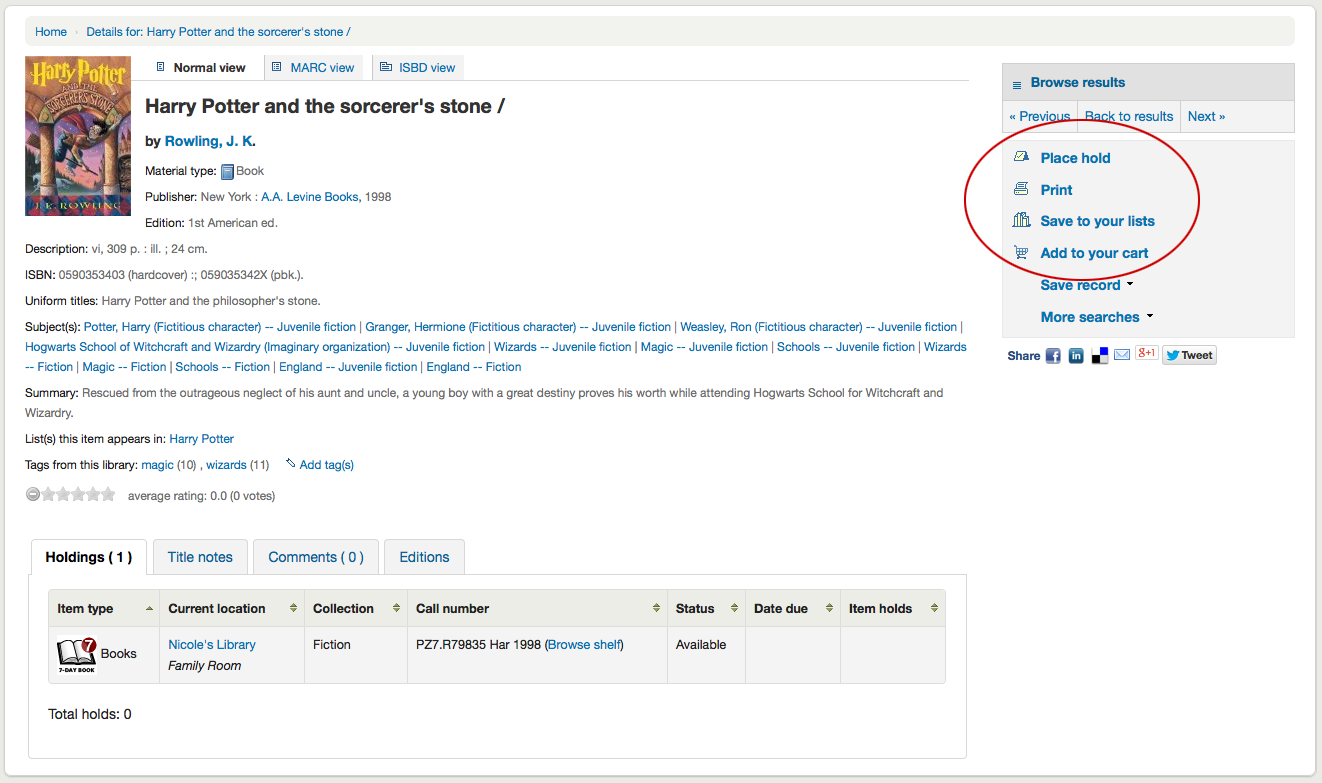 Home › Details for: Harry Potter and the sorcerer's stone /
Harry Potter
AND THE
SORCERER'S STONE
J.K. ROWLING
Normal view MARC view ISBD view
Harry Potter and the sorcerer's stone /
by Rowling, J. K.
Material type: Book
Publisher: New York : A.A. Levine Books, 1998
Edition: 1st American ed.
Description: vi, 309 p. : ill. ; 24 cm.
ISBN: 0590353403 (hardcover) :; 059035342X (pbk.).
Uniform titles: Harry Potter and the philosopher's stone.
Subject(s): Potter, Harry (Fictitious character) -- Juvenile fiction | Granger, Hermione (Fictitious character) -- Juvenile fiction | Weasley, Ron (Fictitious character) -- Juvenile fiction |
Hogwarts School of Witchcraft and Wizardry (Imaginary organization) -- Juvenile fiction | Wizards -- Juvenile fiction | Magic -- Juvenile fiction | Schools -- Juvenile fiction | Wizards
-- Fiction | Magic -- Fiction | Schools -- Fiction | England -- Juvenile fiction | England -- Fiction
Summary: Rescued from the outrageous neglect of his aunt and uncle, a young boy with a great destiny proves his worth while attending Hogwarts School for Witchcraft and
Wizardry.
List(s) this item appears in: Harry Potter
Tags from this library: magic (10) , wizards (11) Add tag(s)
average rating: 0.0 (0 votes)
Browse results
« Previous Back to results Next »
Place hold
Print
Save to your lists
Add to your cart
Save record
More searches
Share f in g+1 Tweet
Holdings ( 1 ) Title notes Comments ( 0 ) Editions
Item type Current location Collection Call number Status Date due Item holds
7 7-DAY BOOK Books Nicole's Library Fiction PZ7.R79835 Har 1998 (Browse shelf) Available
Family Room
Total holds: 0